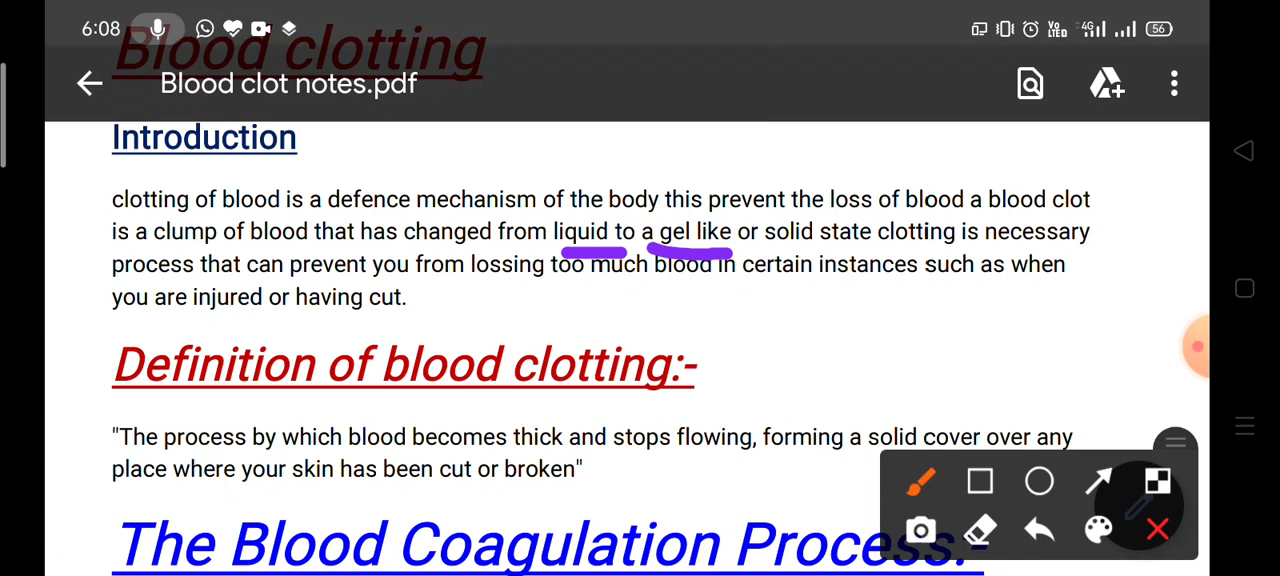 6:08
Vo LTE 4G 56
Blood clotting
Blood clot notes.pdf
Introduction
clotting of blood is a defence mechanism of the body this prevent the loss of blood a blood clot
is a clump of blood that has changed from liquid to a gel like or solid state clotting is necessary
process that can prevent you from lossing too much blood in certain instances such as when
you are injured or having cut.
Definition of blood clotting:-
"The process by which blood becomes thick and stops flowing, forming a solid cover over any
place where your skin has been cut or broken"
The Blood Coagulation Process:-